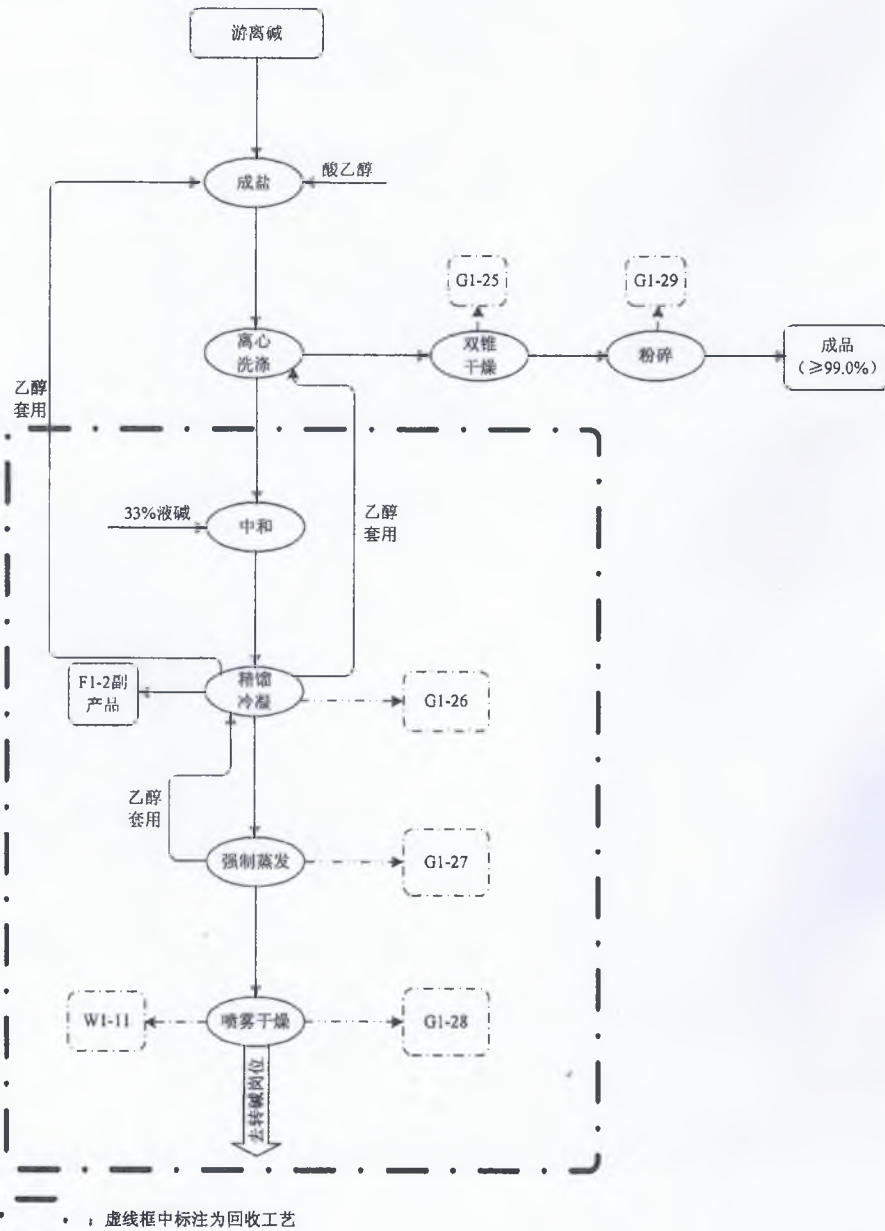 游离碱
成盐
酸乙醇
G1-25
G1-29
离心
洗涤
双锥
干燥
粉碎
成品
（≥99.0%）
乙醇
套用
33%液碱
中和
乙醇
套用
精馏
冷凝
F1-2副
产品
G1-26
乙醇
套用
强制蒸发
G1-27
W1-11
喷雾干燥
G1-28
去转碱岗位
：虚线框中标注为回收工艺